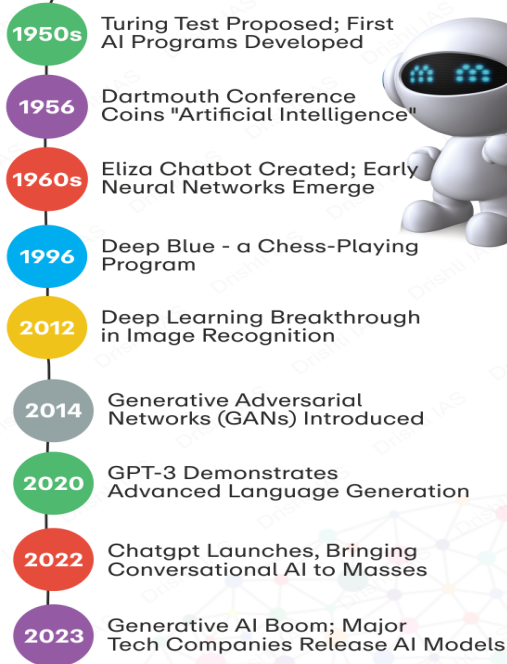 1950s
Turing Test Proposed; First
AI Programs Developed
1956
Dartmouth Conference
Coins "Artificial Intelligence"
1960s
Eliza Chatbot Created; Early
Neural Networks Emerge
1996
Deep Blue - a Chess-Playing
Program
2012
Deep Learning Breakthrough
in Image Recognition
2014
Generative Adversarial
Networks (GANs) Introduced
2020
GPT-3 Demonstrates
Advanced Language Generation
2022
Chatgpt Launches, Bringing
Conversational AI to Masses
2023
Generative AI Boom; Major
Tech Companies Release AI Models
Drishti IAS